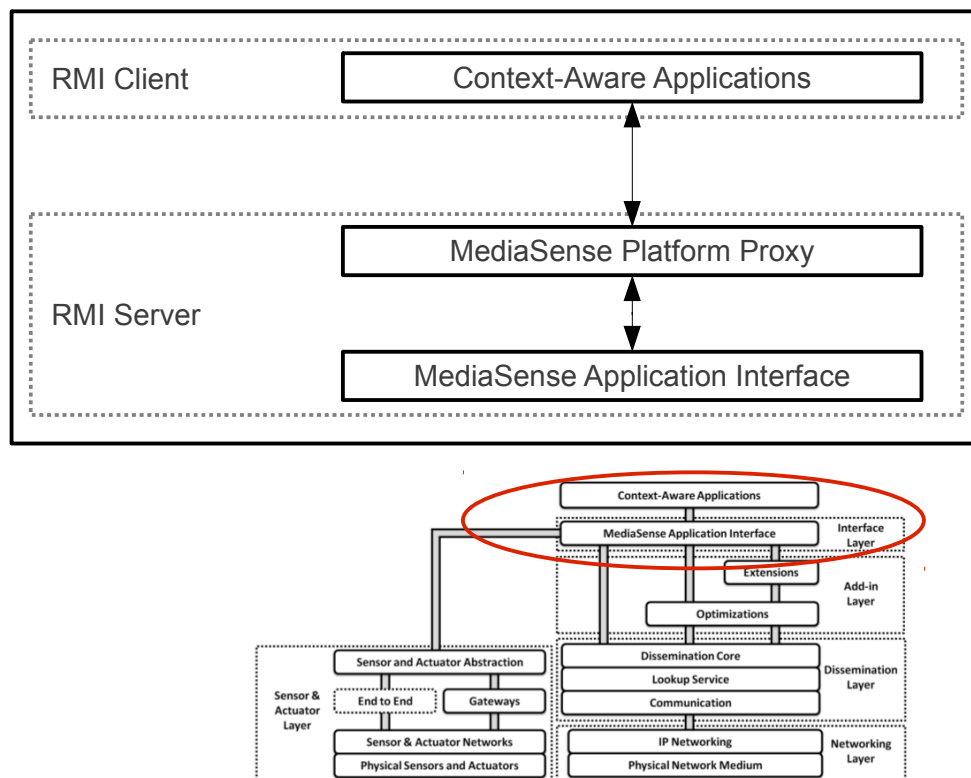 RMI Client
Context-Aware Applications
MediaSense Platform Proxy
RMI Server
MediaSense Application Interface
Context-Aware Applications
MediaSense Application Interface
Interface
Layer
Extensions
Add-in
Layer
Optimizations
Sensor and Actuator Abstraction
Dissemination Core
Dissemination
Layer
Sensor &
Actuator
Layer
End to End
Gateways
Lookup Service
Communication
Sensor & Actuator Networks
IP Networking
Networking
Layer
Physical Sensors and Actuators
Physical Network Medium